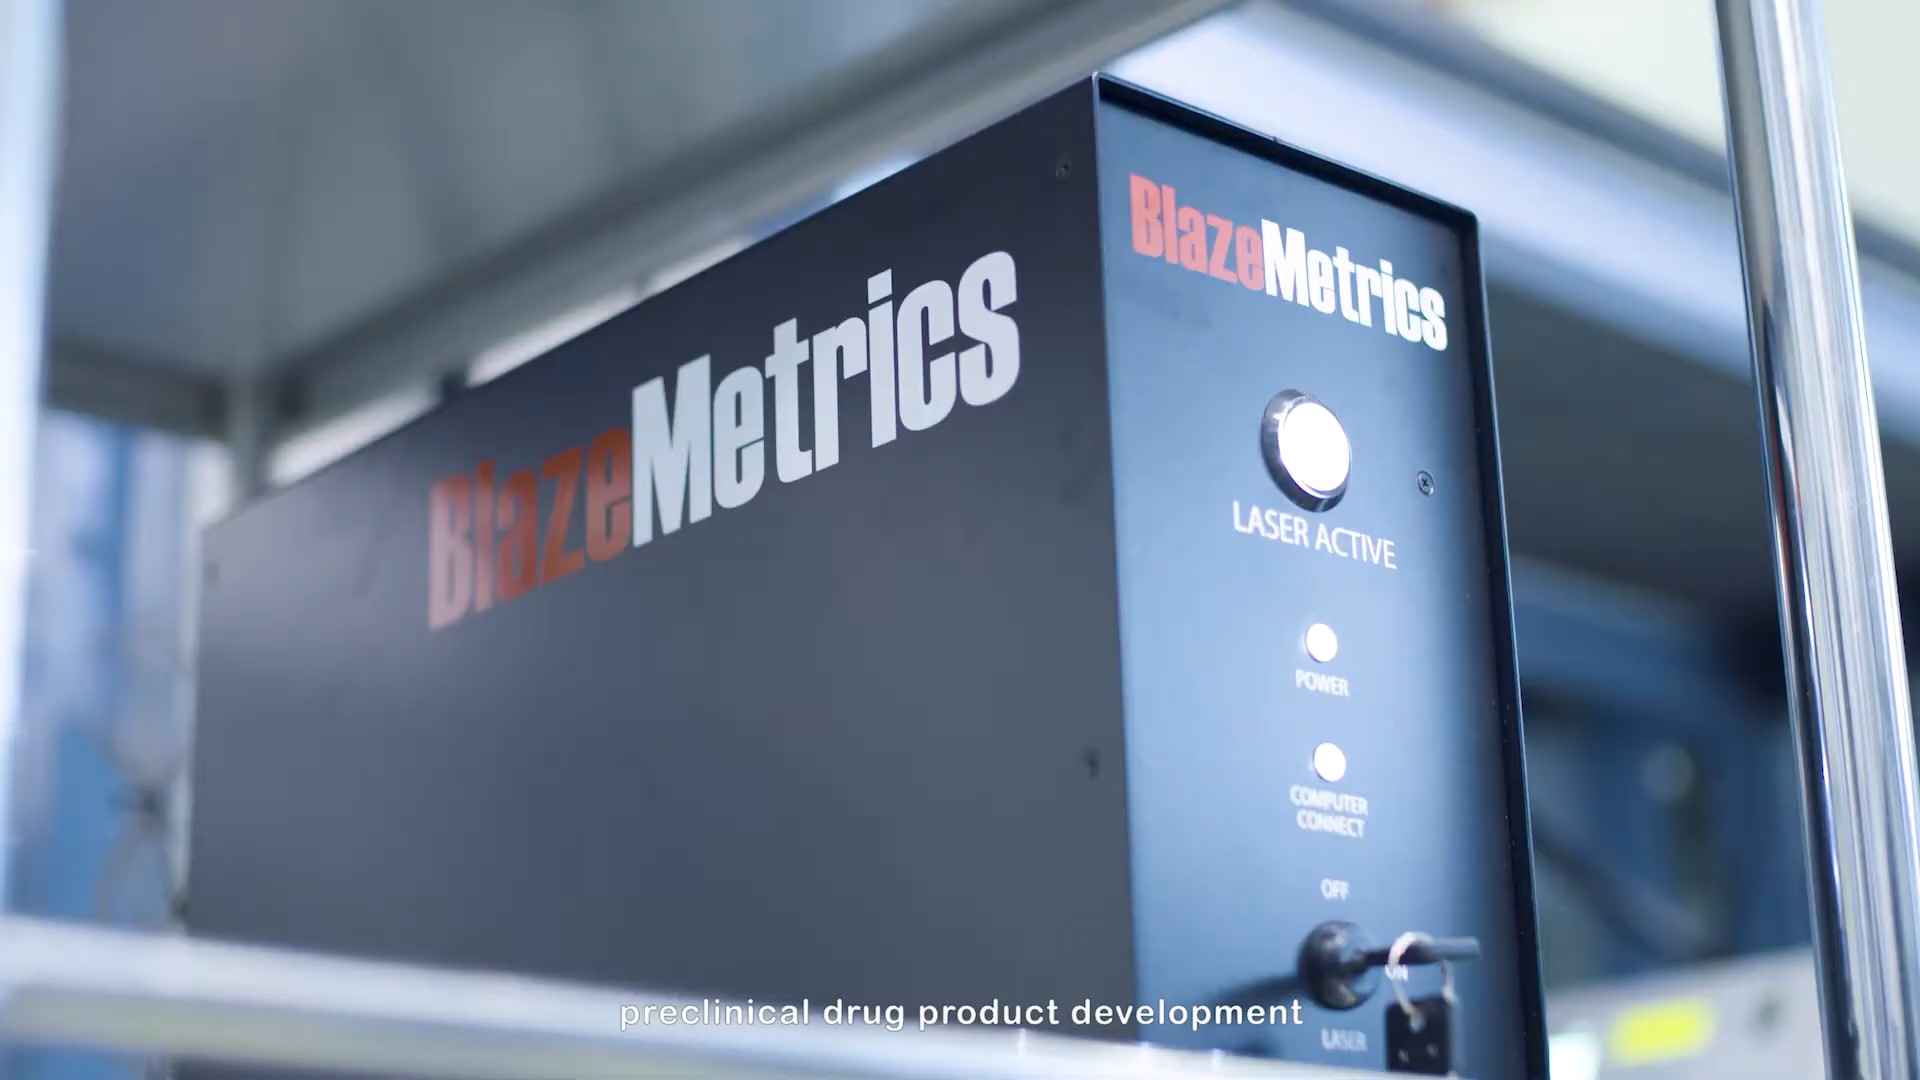 BlazeMetrics
BlazeMetrics
LASER ACTIVE
POWER
COMPUTER
CONNECT
OFF
ON
LASER
preclinical drug product development